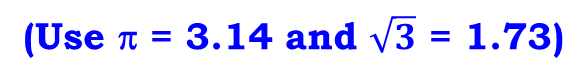 (Use π = 3.14 and √3 = 1.73)